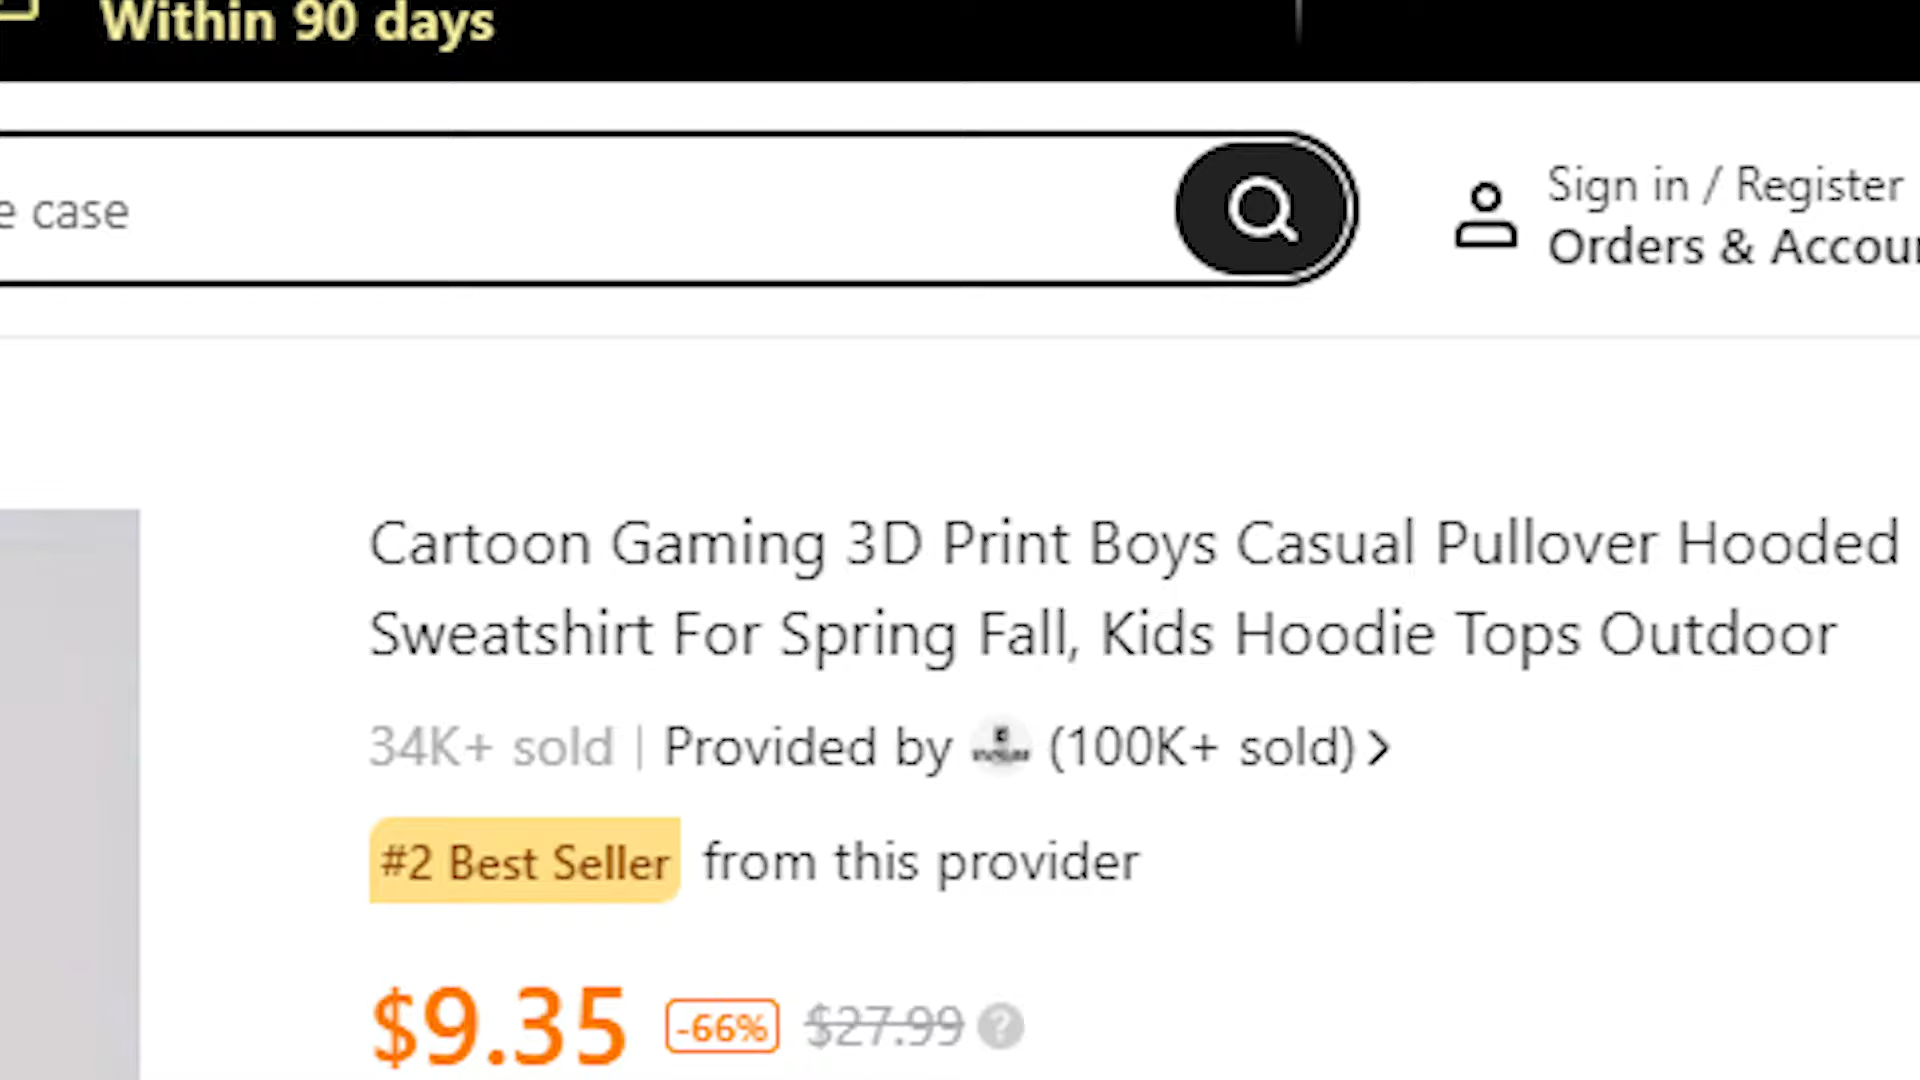 Within 90 days
e case
Sign in / Register
Orders & Accoun
Cartoon Gaming 3D Print Boys Casual Pullover Hooded
Sweatshirt For Spring Fall, Kids Hoodie Tops Outdoor
34K+ sold | Provided by (100K+ sold) >
#2 Best Seller from this provider
$9.35 -66% $27.99 ?